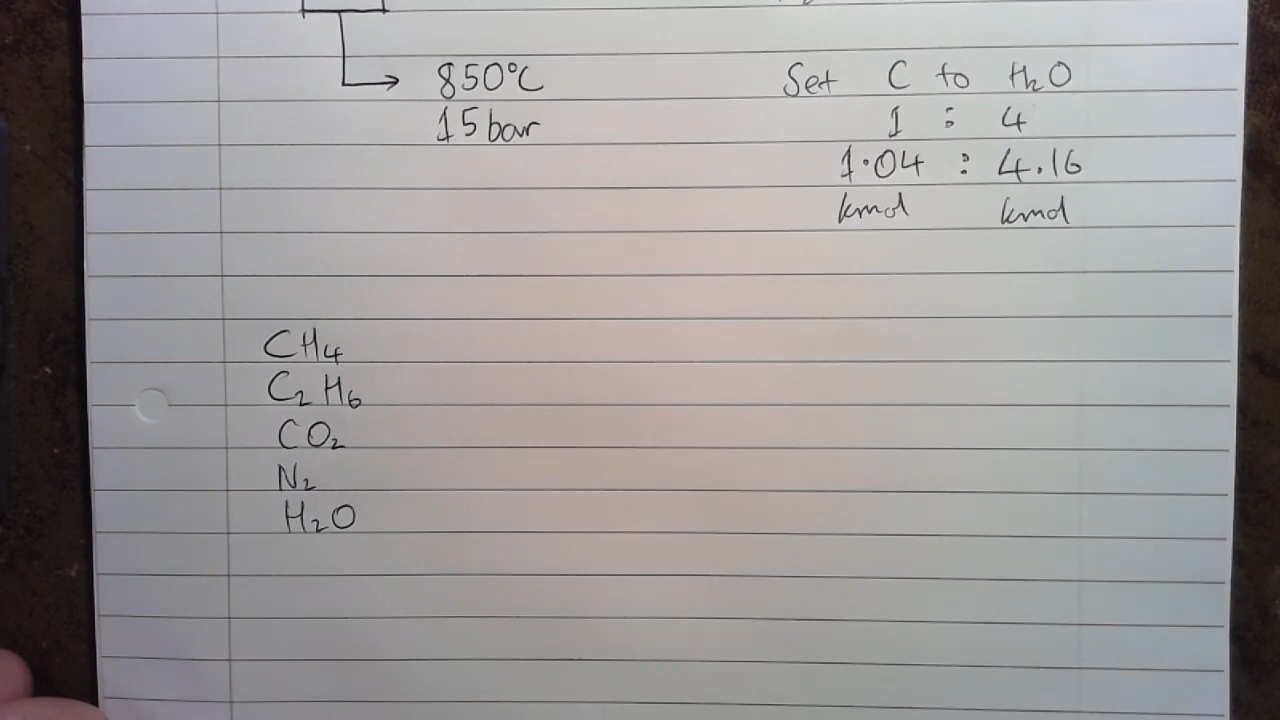 850°C Set C to H₂O
15 bar 1 : 4
1.04 : 4.16
kmol kmol
CH₄
C₂H₆
CO₂
N₂
H₂O